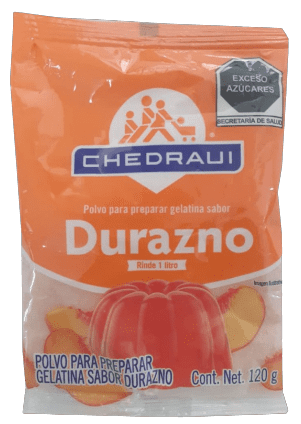 EXCESO
AZÚCARES
SECRETARÍA DE SALUD
CHEDRAUI
Polvo para preparar gelatina sabor
Durazno
Rinde 1 litro
POLVO PARA PREPARAR
GELATINA SABOR DURAZNO
Cont. Net. 120 g